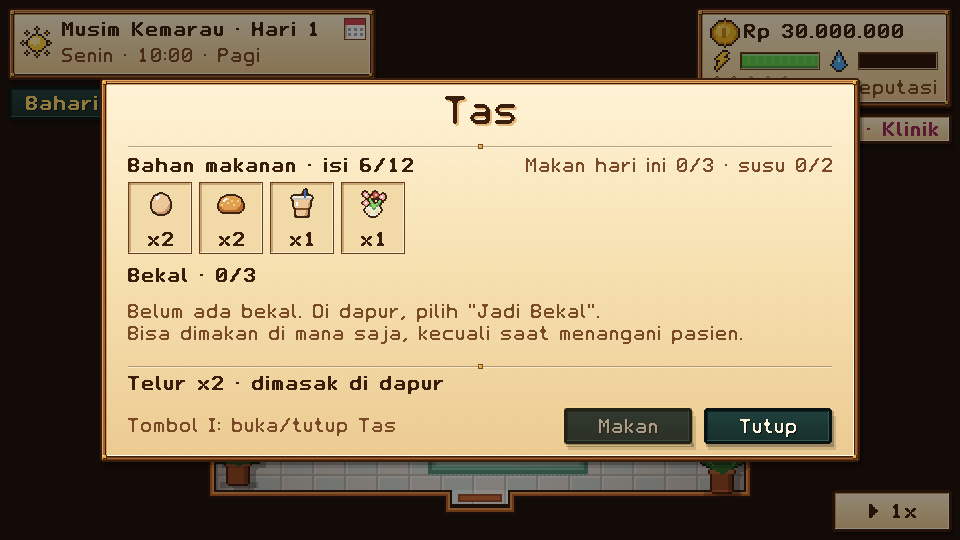 Musim Kemarau · Hari 1
Senin · 10:00 · Pagi
Rp 30.000.000
eputasi
Bahari
· Klinik
Tas
Bahan makanan · isi 6/12
Makan hari ini 0/3 · susu 0/2
x2
x2
x1
x1
Bekal · 0/3
Belum ada bekal. Di dapur, pilih "Jadi Bekal".
Bisa dimakan di mana saja, kecuali saat menangani pasien.
Telur x2 · dimasak di dapur
Tombol I: buka/tutup Tas
Makan
Tutup
1x